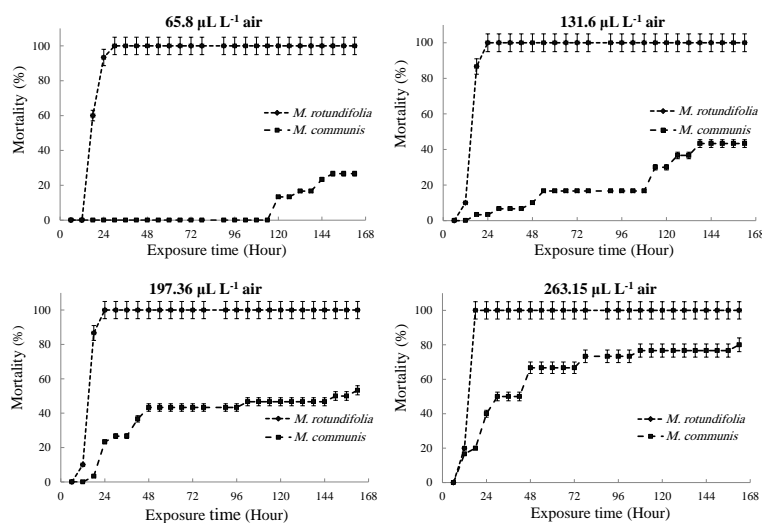 65.8 µL L⁻¹ air
Mortality (%)
100
80
60
40
20
0
M. rotundifolia
M. communis
0 24 48 72 96 120 144 168
Exposure time (Hour)
131.6 µL L⁻¹ air
Mortality (%)
100
80
60
40
20
0
M. rotundifolia
M. communis
0 24 48 72 96 120 144 168
Exposure time (Hour)
197.36 µL L⁻¹ air
Mortality (%)
100
80
60
40
20
0
M. rotundifolia
M. communis
0 24 48 72 96 120 144 168
Exposure time (Hour)
263.15 µL L⁻¹ air
Mortality (%)
100
80
60
40
20
0
M. rotundifolia
M. communis
0 24 48 72 96 120 144 168
Exposure time (Hour)